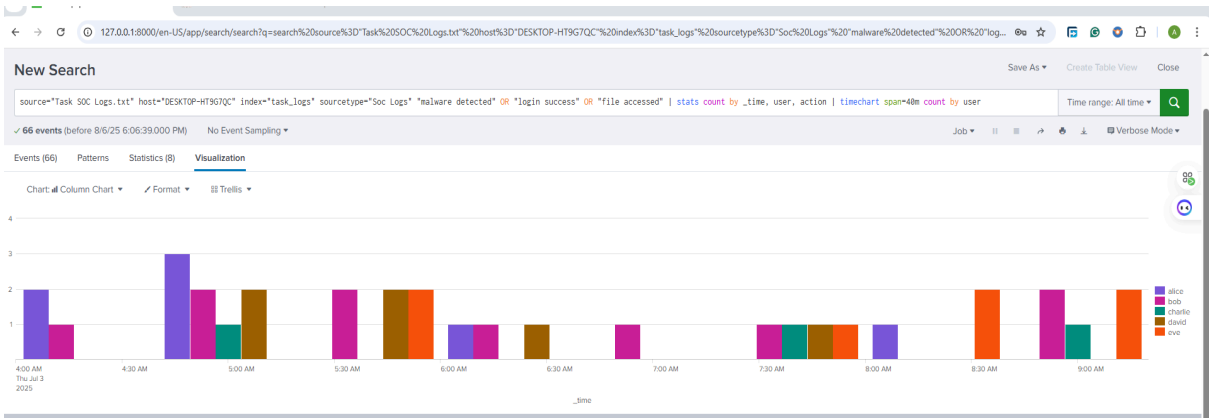 127.0.0.1:8000/en-US/app/search/search?q=search%20source%3D"Task%20SOC%20Logs.txt"%20host%3D"DESKTOP-HT9G7QC"%20index%3D"task_logs"%20sourcetype%3D"Soc%20Logs"%20"malware%20detected"%20OR%20"log...
A
New Search
Save As
Create Table View
Close
source="Task SOC Logs.txt" host="DESKTOP-HT9G7QC" index="task_logs" sourcetype="Soc Logs" "malware detected" OR "login success" OR "file accessed" | stats count by _time, user, action | timechart span=40m count by user
Time range: All time
66 events (before 8/6/25 6:06:39.000 PM)
No Event Sampling
Job
Verbose Mode
Events (66)
Patterns
Statistics (8)
Visualization
Chart: Column Chart
Format
Trellis
4
3
2
1
alice
bob
charlie
david
eve
4:00 AM 4:30 AM 5:00 AM 5:30 AM 6:00 AM 6:30 AM 7:00 AM 7:30 AM 8:00 AM 8:30 AM 9:00 AM
Thu Jul 3
2025
_time